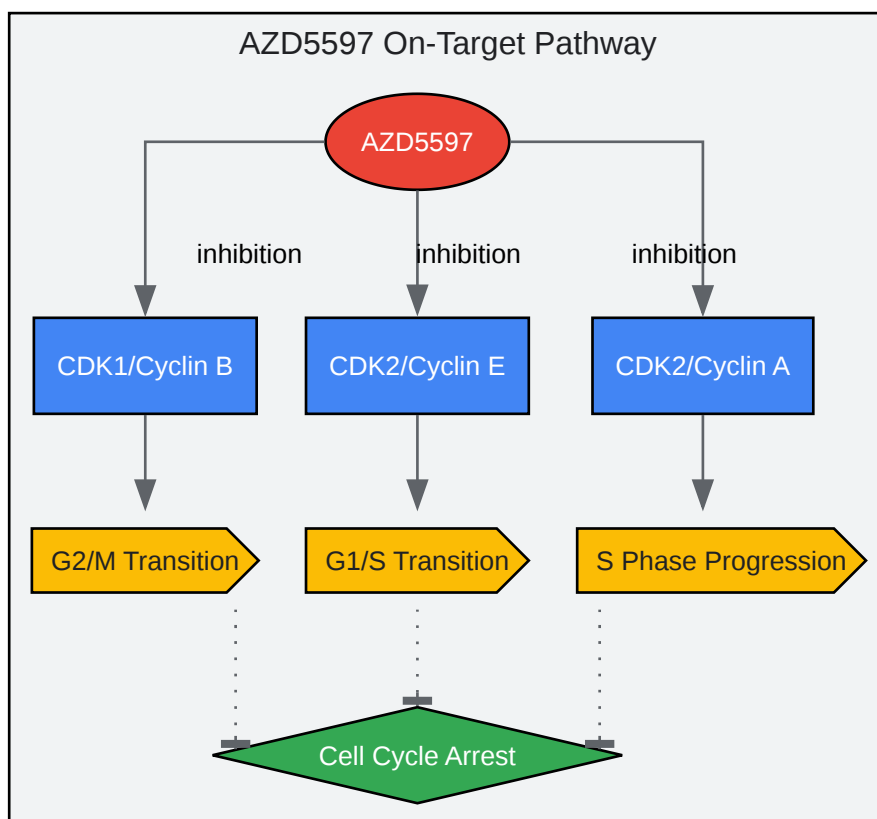 AZD5597 On-Target Pathway
AZD5597
inhibition
inhibition
inhibition
CDK1/Cyclin B
CDK2/Cyclin E
CDK2/Cyclin A
G2/M Transition
G1/S Transition
S Phase Progression
Cell Cycle Arrest